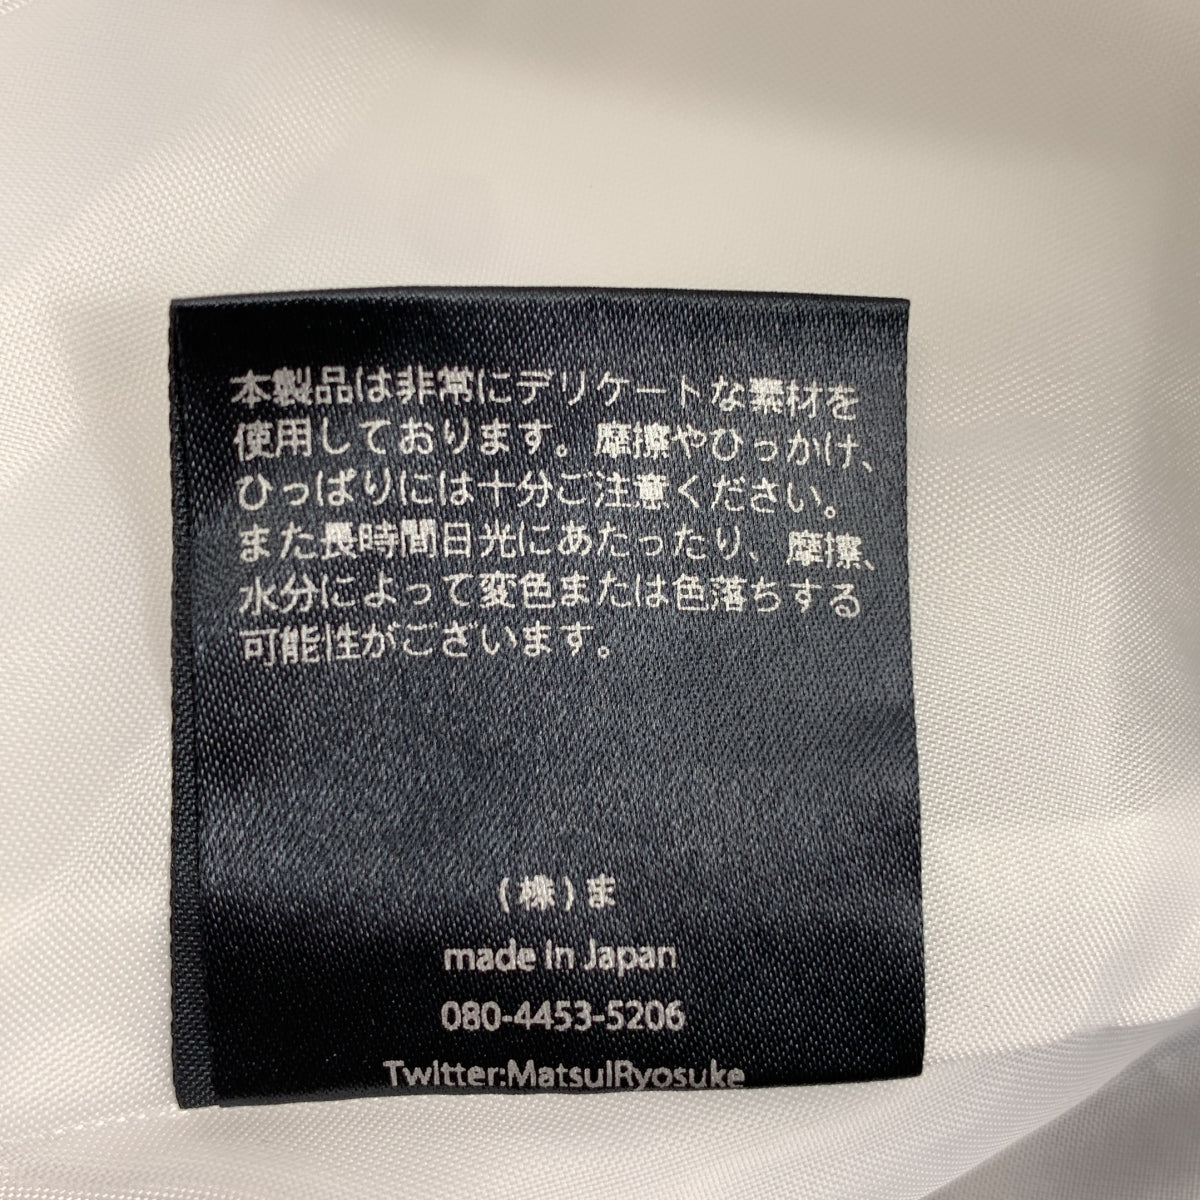 本製品は非常にデリケートな素材を
使用しております。摩擦やひっかけ、
ひっぱりには十分ご注意ください。
また長時間日光にあたったり、摩擦、
水分によって変色または色落ちする
可能性がございます。
(株)ま
made in Japan
080-4453-5206
Twitter:MatsuiRyosuke